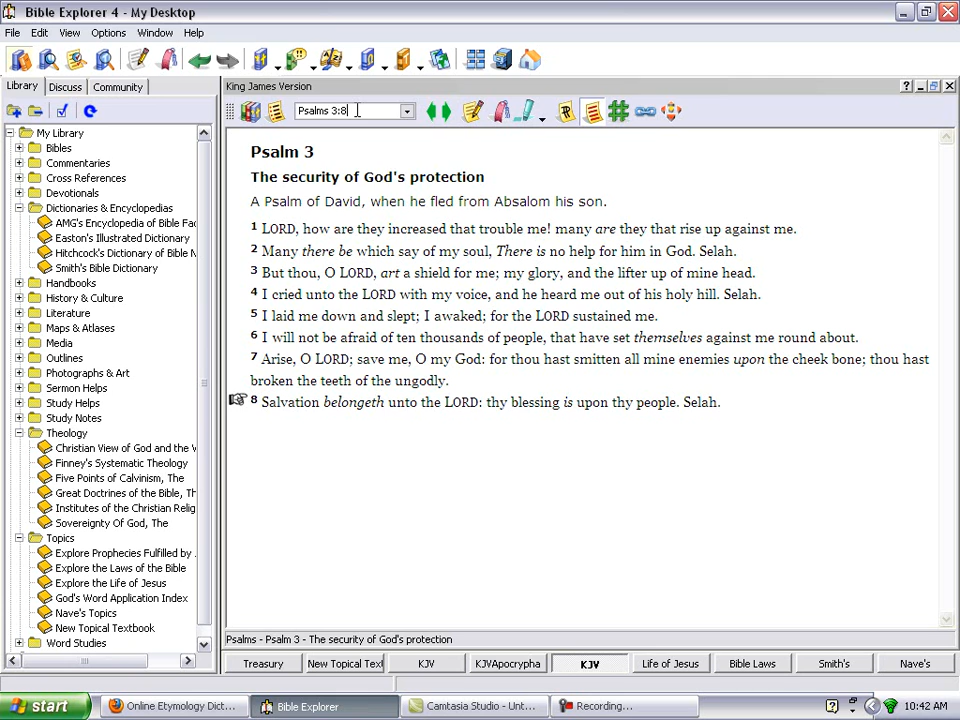 Bible Explorer 4 - My Desktop
File Edit View Options Window Help
Library Discuss Community
King James Version
Psalms 3:8
My Library
Bibles
Commentaries
Cross References
Devotionals
Dictionaries & Encyclopedias
AMG's Encyclopedia of Bible Fac
Easton's Illustrated Dictionary
Hitchcock's Dictionary of Bible N
Smith's Bible Dictionary
Handbooks
History & Culture
Literature
Maps & Atlases
Media
Outlines
Photographs & Art
Sermon Helps
Study Helps
Study Notes
Theology
Christian View of God and the W
Finney's Systematic Theology
Five Points of Calvinism, The
Great Doctrines of the Bible, Th
Institutes of the Christian Relig
Sovereignty Of God, The
Topics
Explore Prophecies Fulfilled by
Explore the Laws of the Bible
Explore the Life of Jesus
God's Word Application Index
Nave's Topics
New Topical Textbook
Word Studies
Psalm 3
The security of God's protection
A Psalm of David, when he fled from Absalom his son.
1 LORD, how are they increased that trouble me! many are they that rise up against me.
2 Many there be which say of my soul, There is no help for him in God. Selah.
3 But thou, O LORD, art a shield for me; my glory, and the lifter up of mine head.
4 I cried unto the LORD with my voice, and he heard me out of his holy hill. Selah.
5 I laid me down and slept; I awaked; for the LORD sustained me.
6 I will not be afraid of ten thousands of people, that have set themselves against me round about.
7 Arise, O LORD; save me, O my God: for thou hast smitten all mine enemies upon the cheek bone; thou hast
broken the teeth of the ungodly.
8 Salvation belongeth unto the LORD: thy blessing is upon thy people. Selah.
Psalms - Psalm 3 - The security of God's protection
Treasury New Topical Text KJV KJVApocrypha KJV Life of Jesus Bible Laws Smith's Nave's
start Online Etymology Dict... Bible Explorer Camtasia Studio - Unt... Recording... 10:42 AM